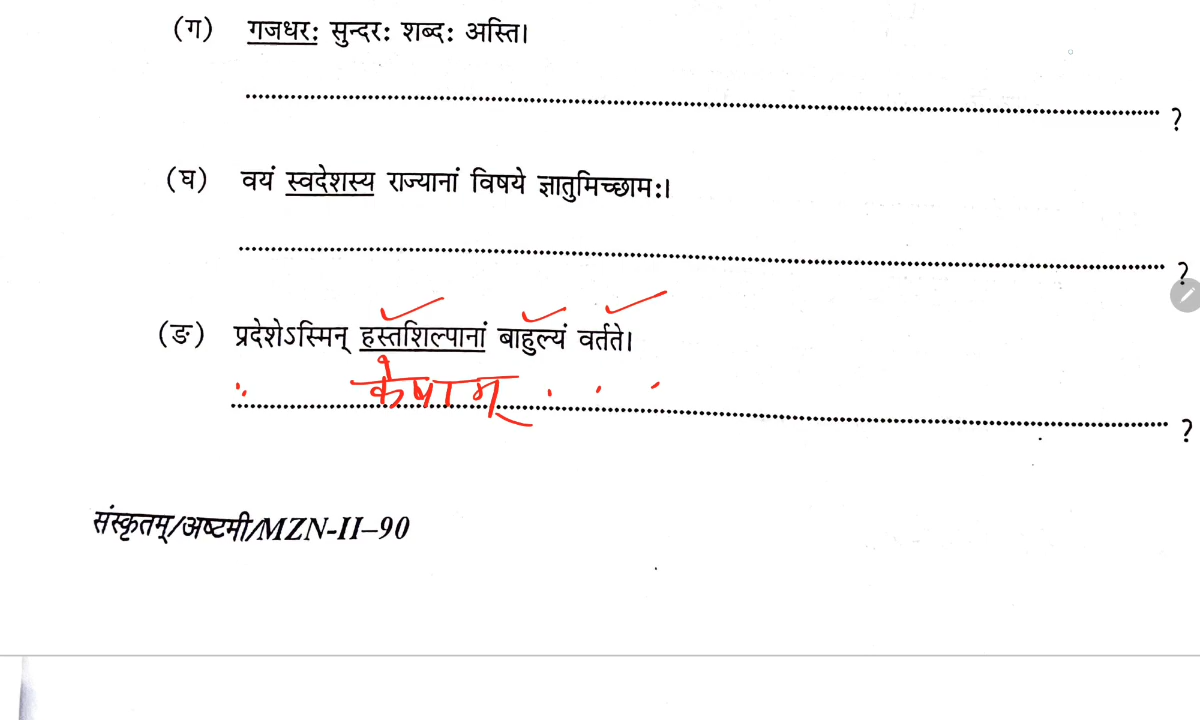 (ग) गजधरः सुन्दरः शब्दः अस्ति।
?
(घ) वयं स्वदेशस्य राज्यानां विषये ज्ञातुमिच्छामः।
?
(ङ) प्रदेशेऽस्मिन् हस्तशिल्पानां बाहुल्यं वर्तते।
केषाम्
?
संस्कृतम्/अष्टमी/MZN-II–90